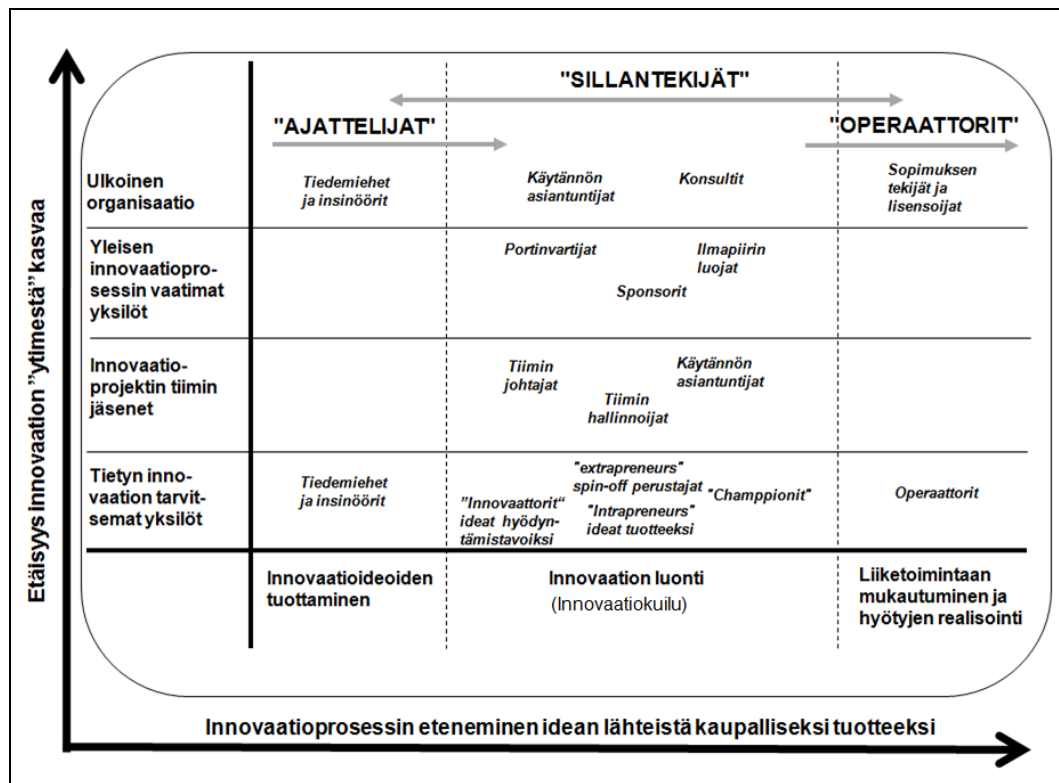 "SILLANTEKIJÄT"
"AJATTELIJAT"
"OPERAATTORIT"
Ulkoinen
organisaatio
Tiedemiehet
ja insinöörit
Käytännön
asiantuntijat
Konsultit
Sopimuksen
tekijät ja
lisensoijat
Yleisen
innovaatiopro-
sessin vaatimat
yksilöt
Portinvartijat
Ilmapiirin
luojat
Sponsorit
Innovaatio-
projektin tiimin
jäsenet
Tiimin
johtajat
Käytännön
asiantuntijat
Tiimin
hallinnoijat
Tietyn inno-
vaation tarvit-
semat yksilöt
Tiedemiehet
ja insinöörit
"Innovaattorit"
ideat hyödyn-
tämistavoiksi
"extrapreneurs"
spin-off perustajat
"Intrapreneurs"
ideat tuotteeksi
"Champpionit"
Operaattorit
Innovaatioideoiden
tuottaminen
Innovaation luonti
(Innovaatiokuilu)
Liiketoimintaan
mukautuminen ja
hyötyjen realisointi
Etäisyys innovaation "ytimestä" kasvaa
Innovaatioprosessin eteneminen idean lähteistä kaupalliseksi tuotteeksi